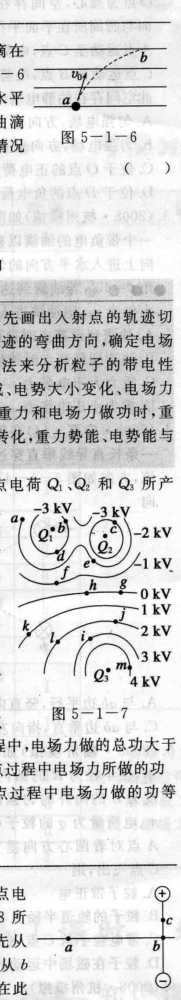 滴在
b
-6
v₀
水平
a
油滴
图 5-1-6
情况
( )
先画出入射点的轨迹切
迹的弯曲方向,确定电场
法来分析粒子的带电性
、电势大小变化、电场力
重力和电场力做功时,重
转化,重力势能、电势能与
点电荷 Q₁、Q₂ 和 Q₃ 所产
-3 kV
-3 kV
a
b
c
Q₁
Q₂
-2 kV
d
e
-1 kV
f
h
g
0 kV
1 kV
k
j
2 kV
l
i
3 kV
m
Q₃
4 kV
图 5-1-7
程中,电场力做的总功大于
点过程中电场力所做的功
点过程中电场力做的功等
点电
+
8 所
c
先从
a
b
从 b
−
在此